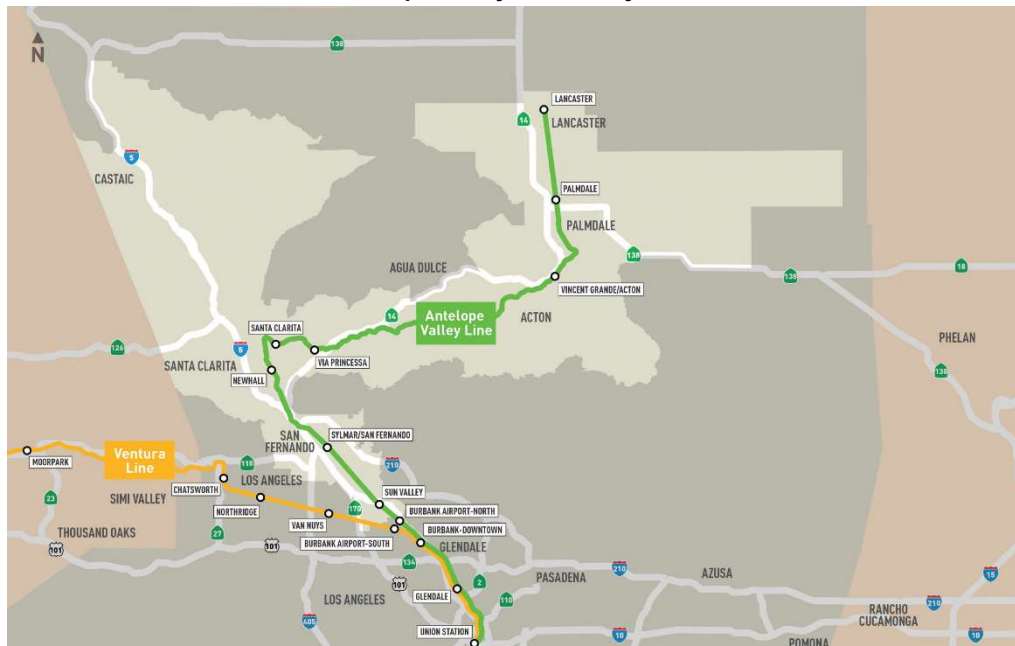 N
138
LANCASTER
LANCASTER
14
5
CASTAIC
PALMDALE
PALMDALE
138
AGUA DULCE
138
18
VINCENT GRANDE/ACTON
14
Antelope
Valley Line
ACTON
SANTA CLARITA
126
5
VIA PRINCESSA
PHELAN
SANTA CLARITA
NEWHALL
138
SAN
FERNANDO
SYLMAR/SAN FERNANDO
Ventura
Line
MOORPARK
118
210
CHATSWORTH
LOS ANGELES
SIMI VALLEY
23
SUN VALLEY
NORTHRIDGE
170
BURBANK AIRPORT-NORTH
VAN NUYS
THOUSAND OAKS
27
BURBANK-DOWNTOWN
101
101
BURBANK AIRPORT-SOUTH
GLENDALE
134
210
AZUSA
15
2
PASADENA
101
GLENDALE
110
LOS ANGELES
210
RANCHO
CUCAMONGA
405
UNION STATION
10
10
POMONA